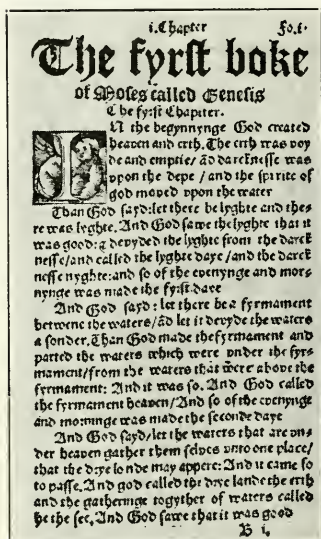 i. Chapter Fo. i.
The fyrst boke
of Moses called Genesis
The fyrst Chapiter.
IN the begynnynge God created
heaven and erth. The erth was voy
de and emptie/ ād darcknesse was
vpon the depe / and the spirite of
god moved vpon the water
Than God sayd: let there be lyghte and the-
re was lyghte. And God sawe the lyghte that it
was good: & devyded the lyghte from the darck
nesse/ and called the lyghte daye / and the darck
nesse nyghte: and so of the evenynge and mor-
nynge was made the fyrst daye
And God sayd: let there be a fyrmament
betwene the waters/ ād let it devyde the waters
a sonder. Than God made the fyrmament and
parted the waters which were vnder the fyr-
mament/ from the waters that were above the
fyrmament: And it was so. And God called
the fyrmament heaven/ And so of the evenynge
and morninge was made the seconde daye
And God sayd/ let the waters that are vn-
der heaven gather them selves vnto one place/
that the drye londe may appere: And it came so
to passe. And god called the drye lande the erth
and the gatheringe togyther of waters called
he the see. And God sawe that it was good
B i.